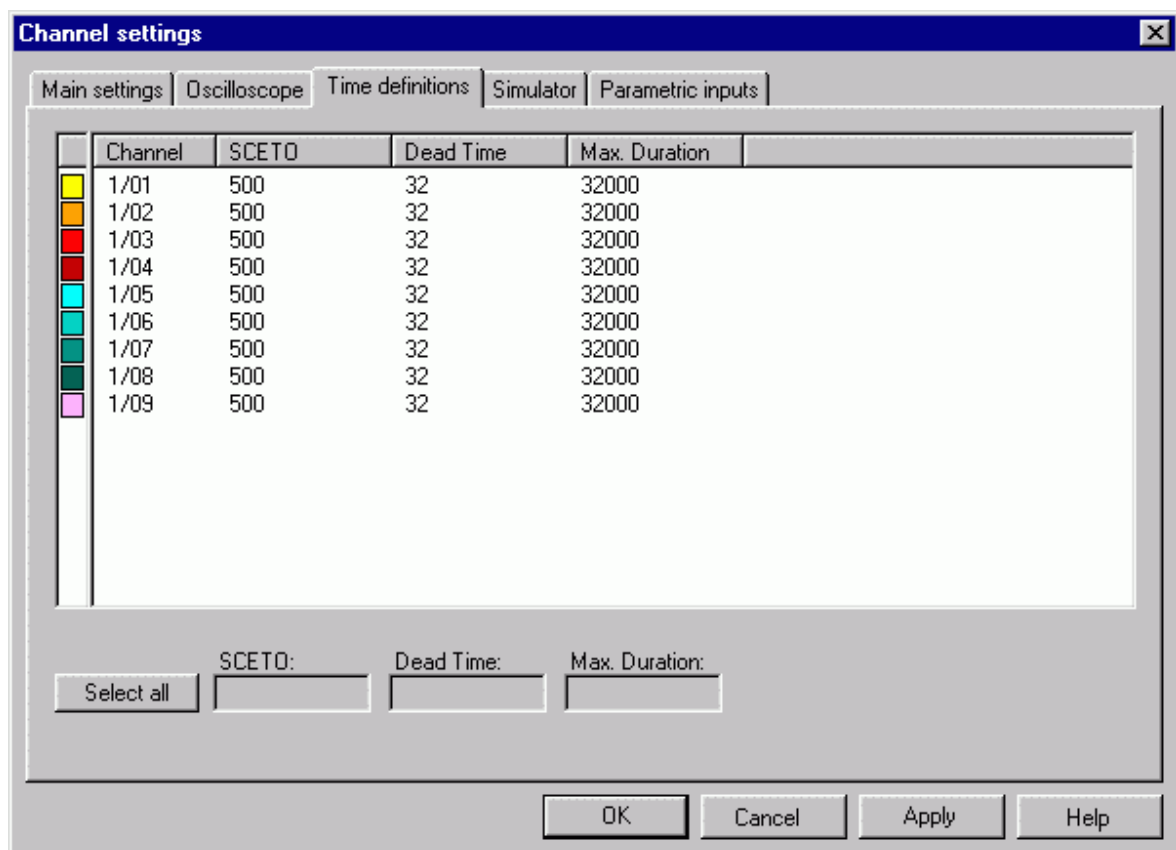 Channel settings
Main settings Oscilloscope Time definitions Simulator Parametric inputs
Channel SCETO Dead Time Max. Duration
1/01 500 32 32000
1/02 500 32 32000
1/03 500 32 32000
1/04 500 32 32000
1/05 500 32 32000
1/06 500 32 32000
1/07 500 32 32000
1/08 500 32 32000
1/09 500 32 32000
SCETO: Dead Time: Max. Duration:
Select all
OK Cancel Apply Help